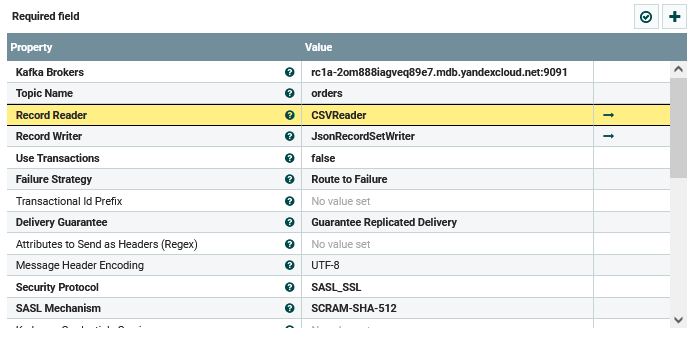 Required field
Property Value
Kafka Brokers rc1a-2om888iagveq89e7.mdb.yandexcloud.net:9091
Topic Name orders
Record Reader CSVReader
Record Writer JsonRecordSetWriter
Use Transactions false
Failure Strategy Route to Failure
Transactional Id Prefix No value set
Delivery Guarantee Guarantee Replicated Delivery
Attributes to Send as Headers (Regex) No value set
Message Header Encoding UTF-8
Security Protocol SASL_SSL
SASL Mechanism SCRAM-SHA-512